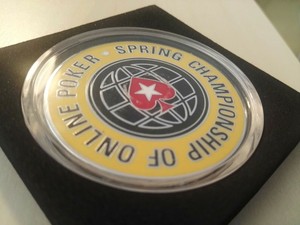 SPRING CHAMPIONSHIP OF ONLINE POKER •